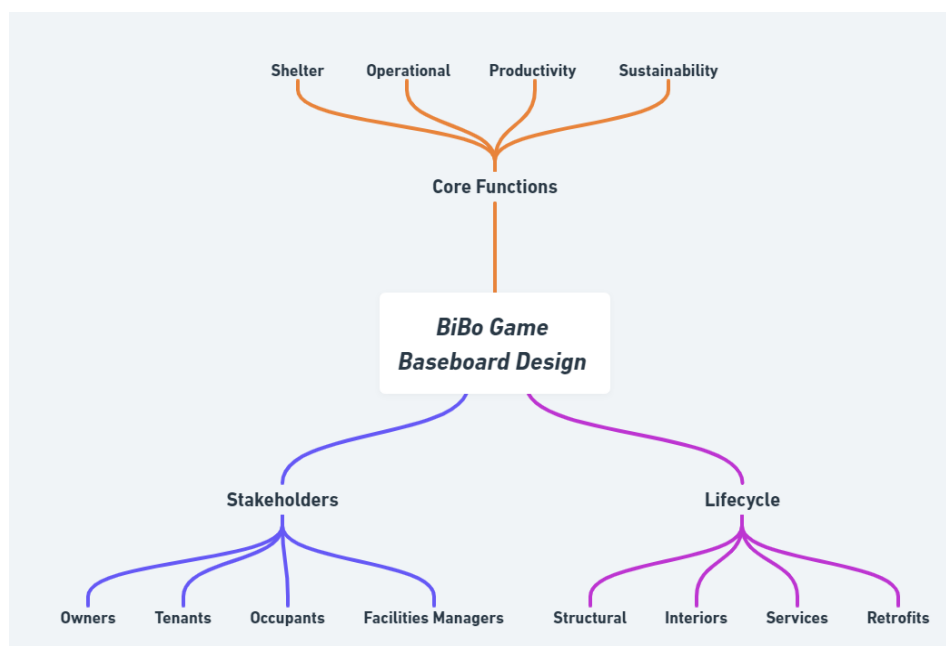 Shelter Operational Productivity Sustainability
Core Functions
BiBo Game
Baseboard Design
Stakeholders Lifecycle
Owners Tenants Occupants Facilities Managers Structural Interiors Services Retrofits